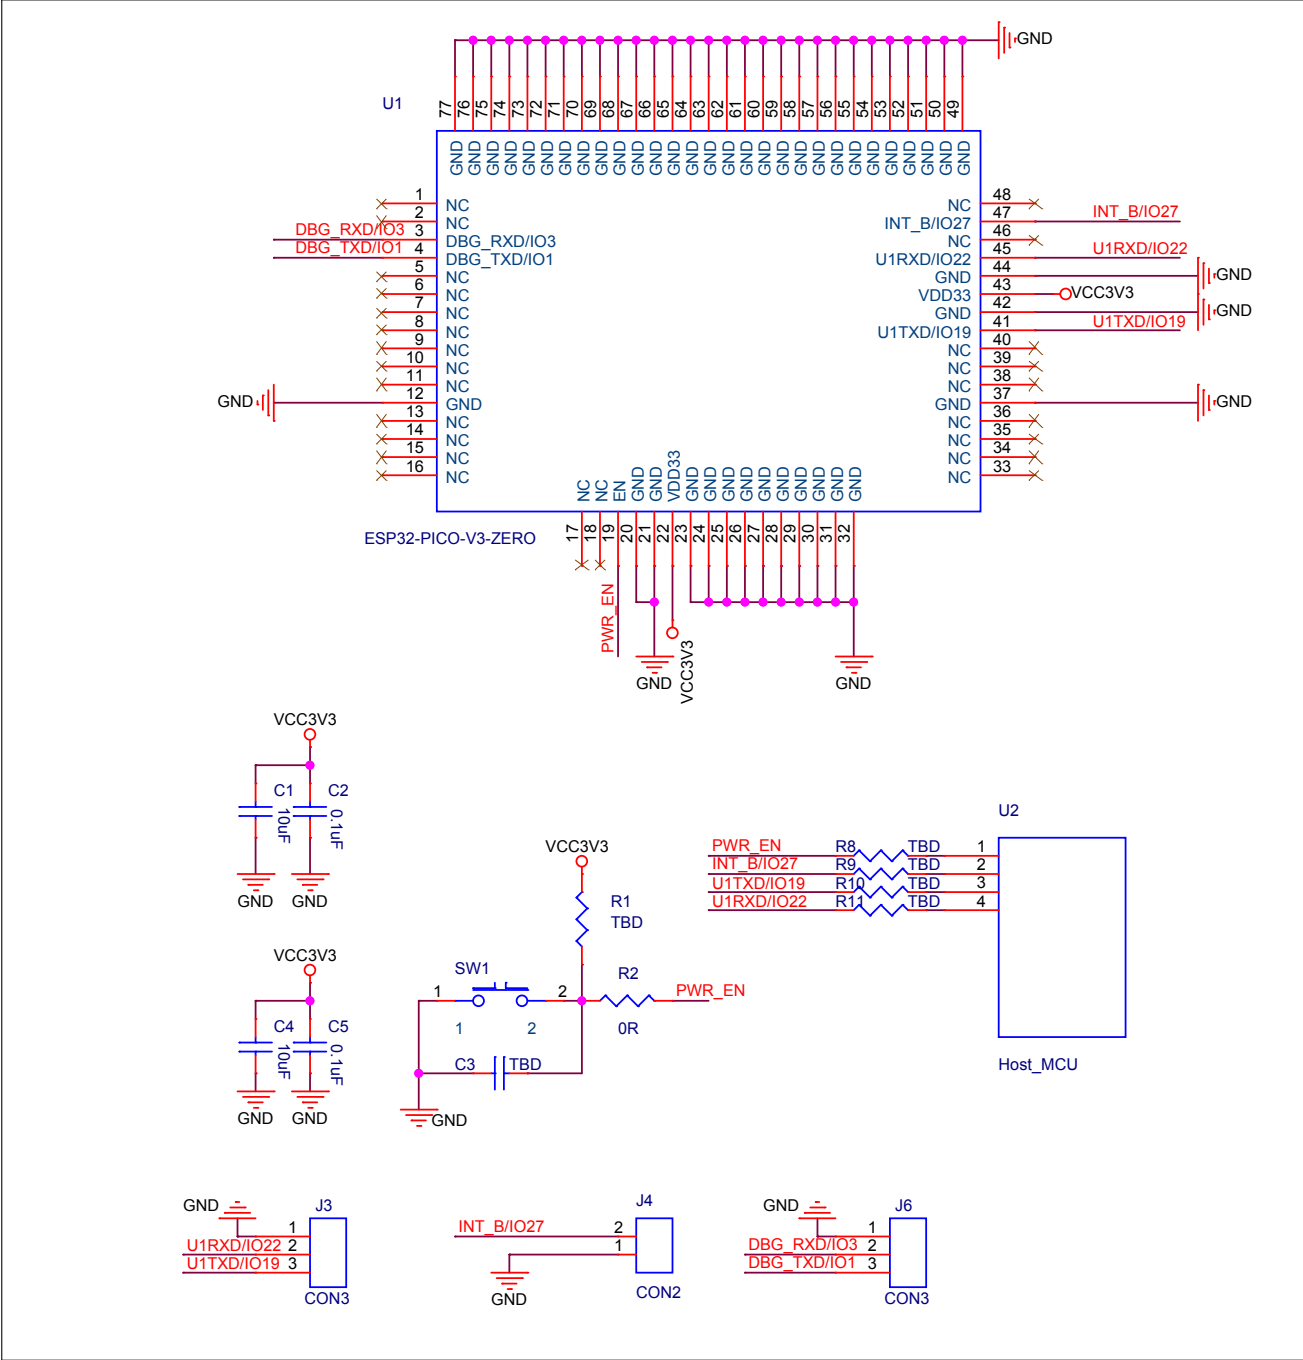 GND
U1
77 76 75 74 73 72 71 70 69 68 67 66 65 64 63 62 61 60 59 58 57 56 55 54 53 52 51 50 49
GND GND GND GND GND GND GND GND GND GND GND GND GND GND GND GND GND GND GND GND GND GND GND GND GND GND GND GND GND
1 NC NC 48
2 NC INT_B/IO27 47 INT_B/IO27
DBG_RXD/IO3 3 DBG_RXD/IO3 NC 46
DBG_TXD/IO1 4 DBG_TXD/IO1 U1RXD/IO22 45 U1RXD/IO22
5 NC GND 44 GND
6 NC VDD33 43 VCC3V3
7 NC GND 42 GND
8 NC U1TXD/IO19 41 U1TXD/IO19
9 NC NC 40
10 NC NC 39
11 NC NC 38
GND 12 GND GND 37 GND
13 NC NC 36
14 NC NC 35
15 NC NC 34
16 NC NC 33
NC NC EN GND GND VDD33 GND GND GND GND GND GND GND GND GND GND
17 18 19 20 21 22 23 24 25 26 27 28 29 30 31 32
ESP32-PICO-V3-ZERO
PWR_EN
GND
VCC3V3
GND
VCC3V3
C1 C2
10uF 0.1uF
GND GND
VCC3V3
R1
TBD
SW1
1 2
1 2
R2
0R
PWR_EN
C3 TBD
GND
U2
PWR_EN R8 TBD 1
INT_B/IO27 R9 TBD 2
U1TXD/IO19 R10 TBD 3
U1RXD/IO22 R11 TBD 4
Host_MCU
VCC3V3
C4 C5
10uF 0.1uF
GND GND
GND J3
1
U1RXD/IO22 2
U1TXD/IO19 3
CON3
J4
INT_B/IO27 2
1
GND
CON2
GND J6
1
DBG_RXD/IO3 2
DBG_TXD/IO1 3
CON3